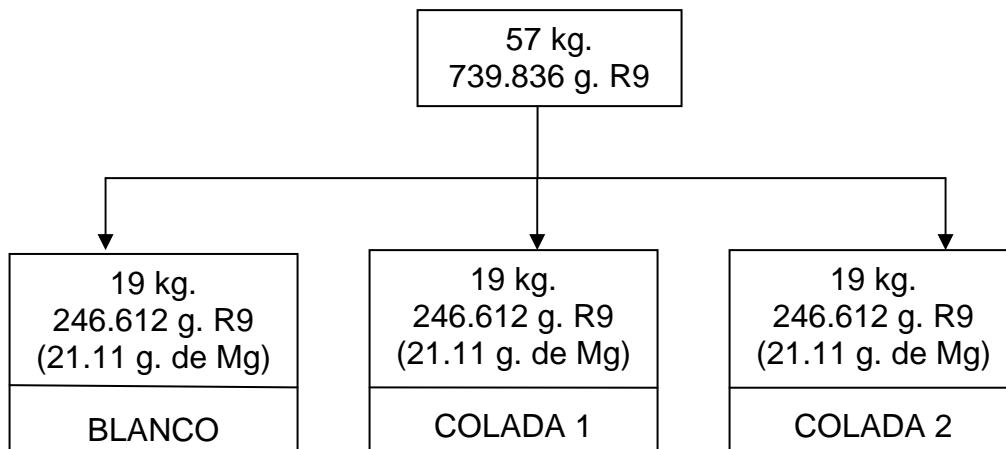 57 kg.
739.836 g. R9
19 kg.
246.612 g. R9
(21.11 g. de Mg)
BLANCO
19 kg.
246.612 g. R9
(21.11 g. de Mg)
COLADA 1
19 kg.
246.612 g. R9
(21.11 g. de Mg)
COLADA 2